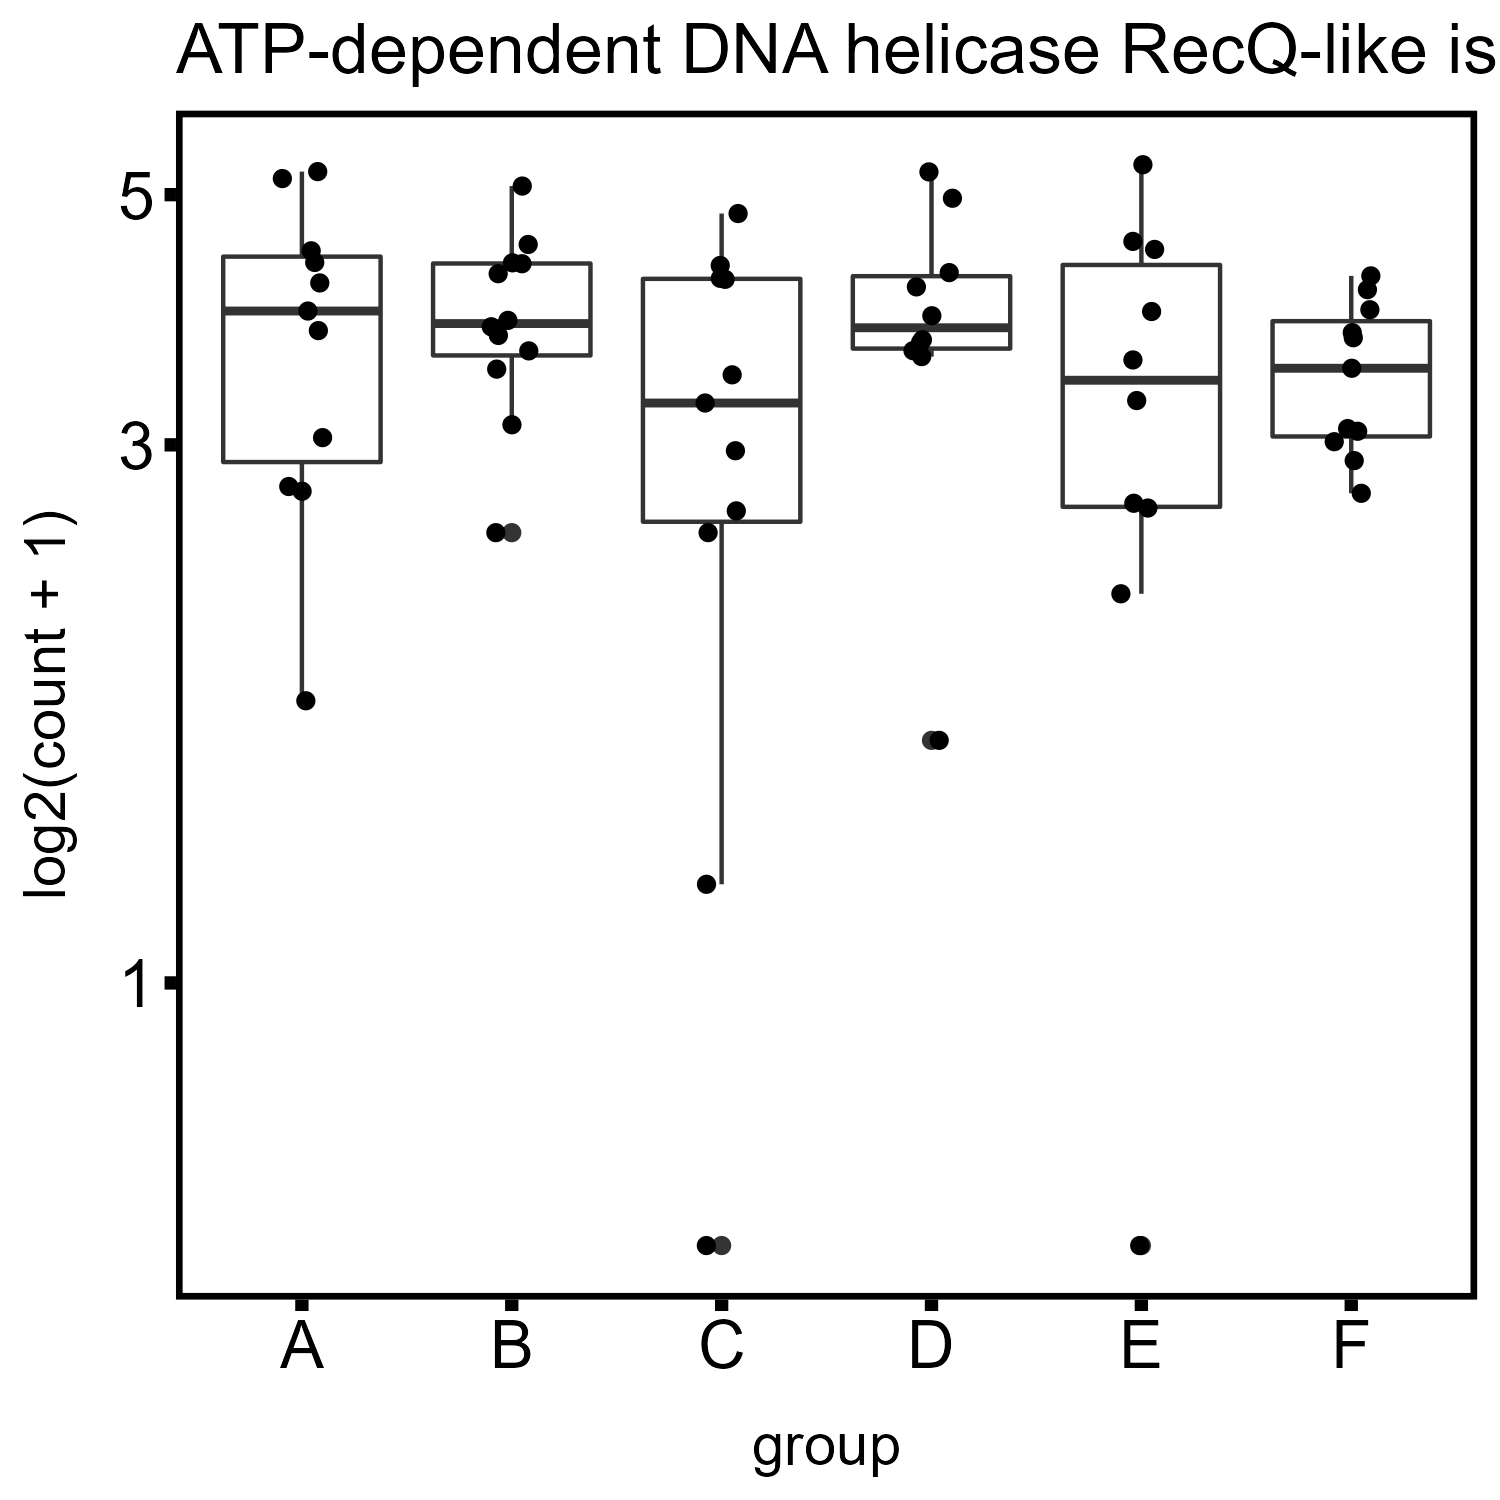 ATP-dependent DNA helicase RecQ-like is
5
3
1
log2(count + 1)
A B C D E F
group